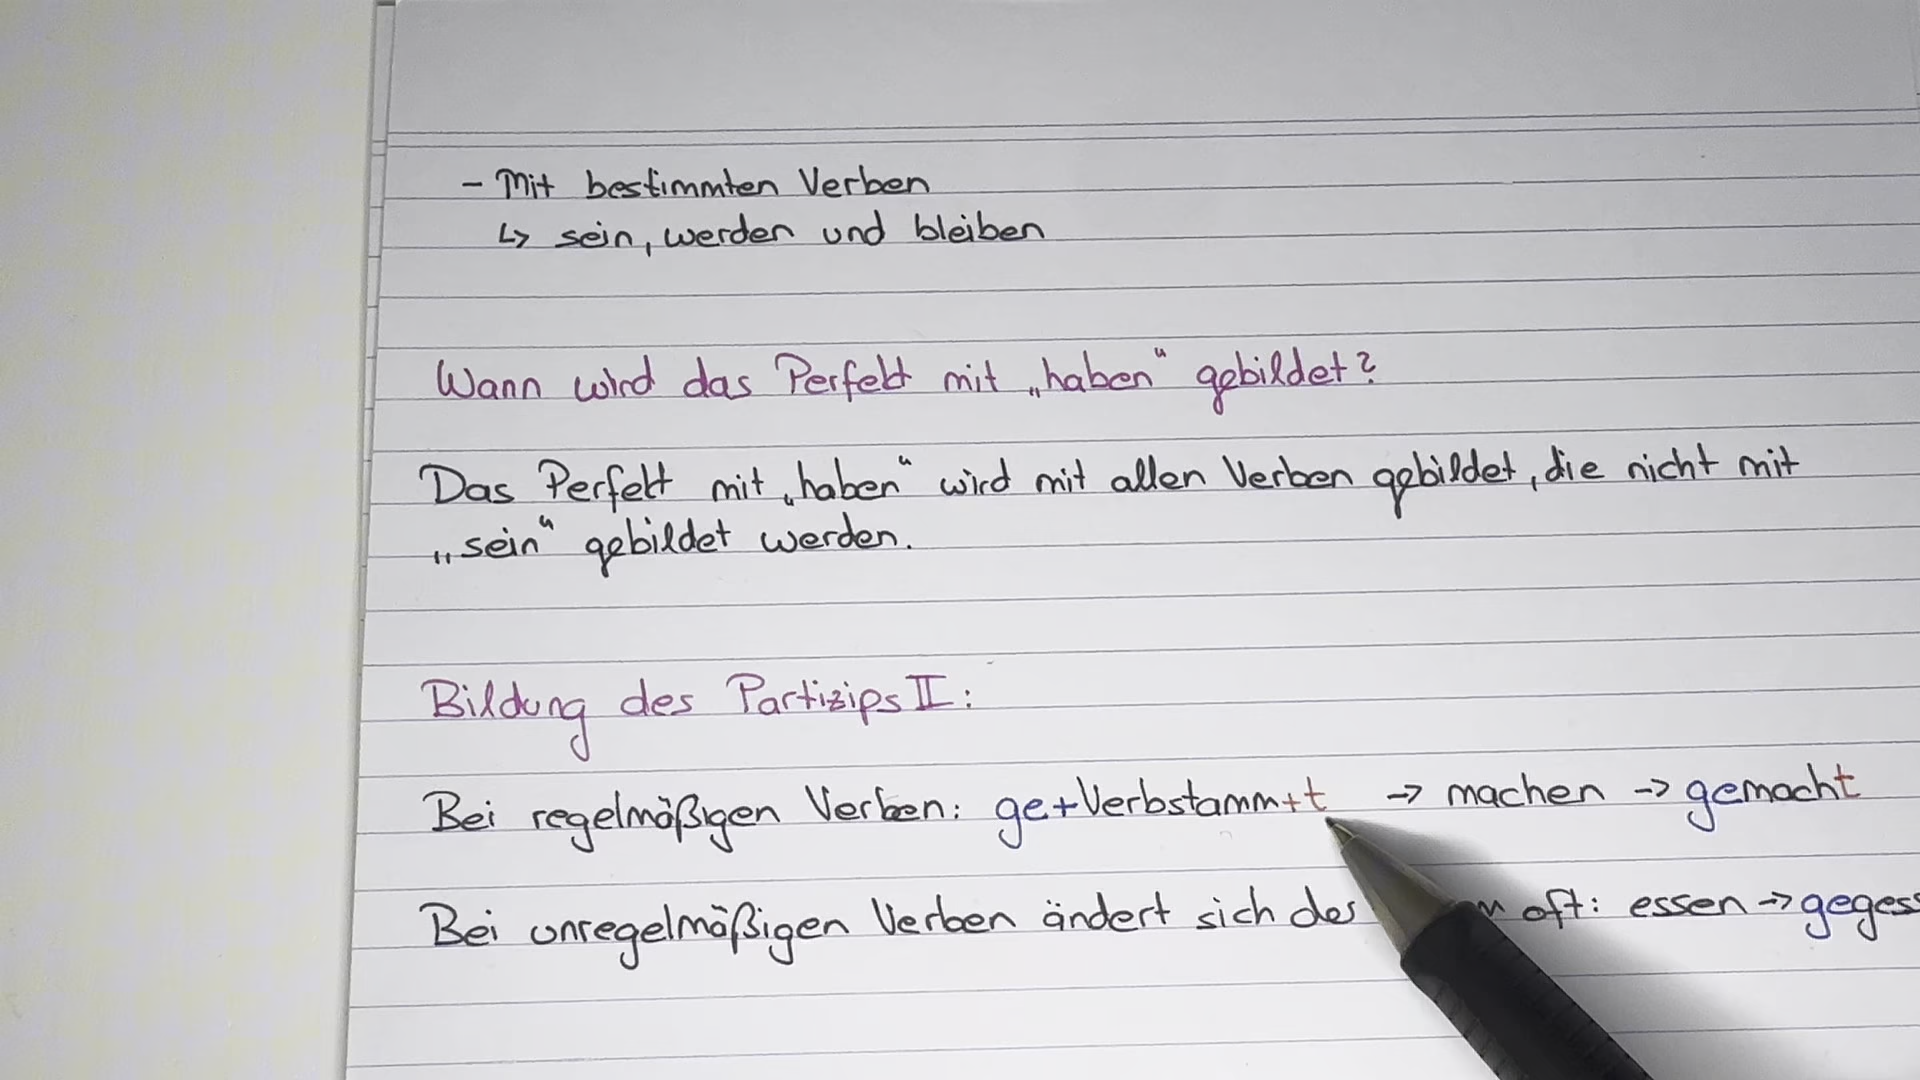 - Mit bestimmten Verben
↳ sein, werden und bleiben
Wann wird das Perfekt mit „haben“ gebildet?
Das Perfekt mit „haben“ wird mit allen Verben gebildet, die nicht mit
„sein“ gebildet werden.
Bildung des Partizips II:
Bei regelmäßigen Verben: ge+Verbstamm+t → machen → gemacht
Bei unregelmäßigen Verben ändert sich der oft: essen → gegess